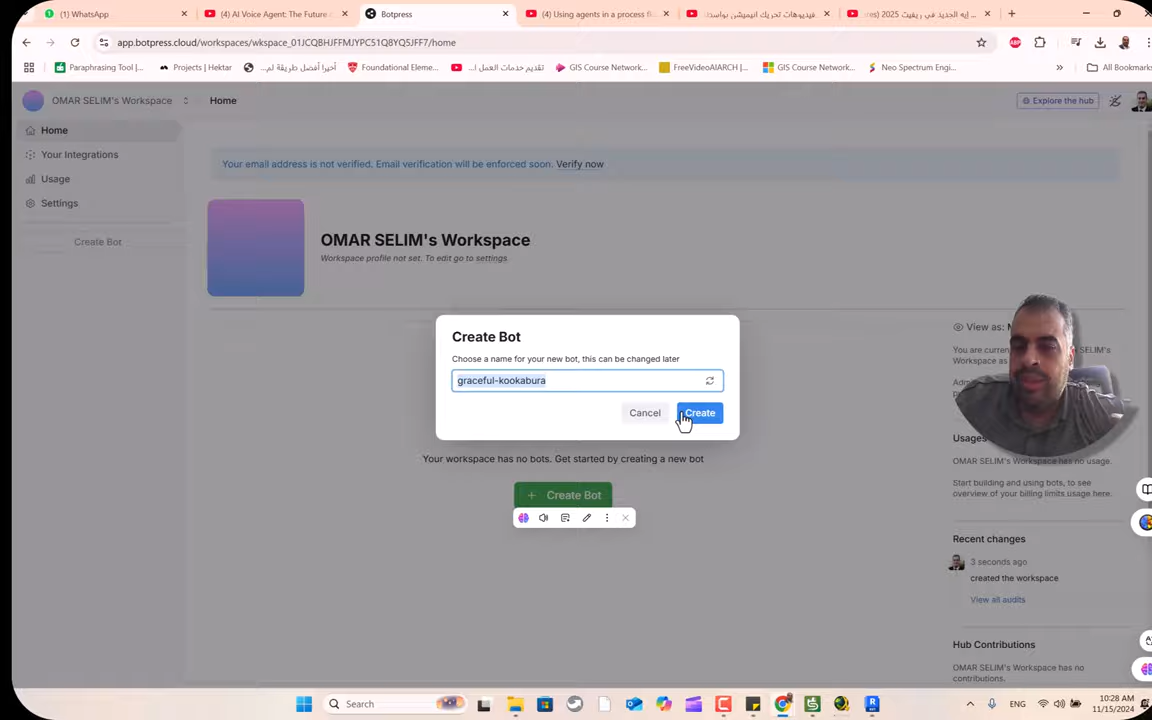 (1) WhatsApp
(4) AI Voice Agent: The Future
Botpress
(4) Using agents in a process f
فيديوهات تحريك انيميشن بواسط
إيه الجديد في ريفيت 2025 (res
app.botpress.cloud/workspaces/wkspace_01JCQBHJFFMJYPC51Q8YQ5JFF7/home
Paraphrasing Tool |...
Projects | Hektar
أخيرا أفضل طريقة لم...
Foundational Eleme...
تقديم خدمات العمل ا...
GIS Course Network...
FreeVideoAIARCH |...
GIS Course Network...
Neo Spectrum Engi...
»
All Bookmarks
OMAR SELIM's Workspace
Home
Explore the hub
Home
Your Integrations
Usage
Settings
Create Bot
Your email address is not verified. Email verification will be enforced soon. Verify now
OMAR SELIM's Workspace
Workspace profile not set. To edit go to settings.
Create Bot
Choose a name for your new bot, this can be changed later
graceful-kookabura
Cancel
Create
Your workspace has no bots. Get started by creating a new bot
+ Create Bot
View as:
You are curren
Workspace as
Usages
OMAR SELIM's Workspace has no usage.
Start building and using bots, to see
overview of your billing limits usage here.
Recent changes
3 seconds ago
created the workspace
View all audits
Hub Contributions
OMAR SELIM's Workspace has no
contributions.
Search
ENG
10:28 AM
11/15/2024